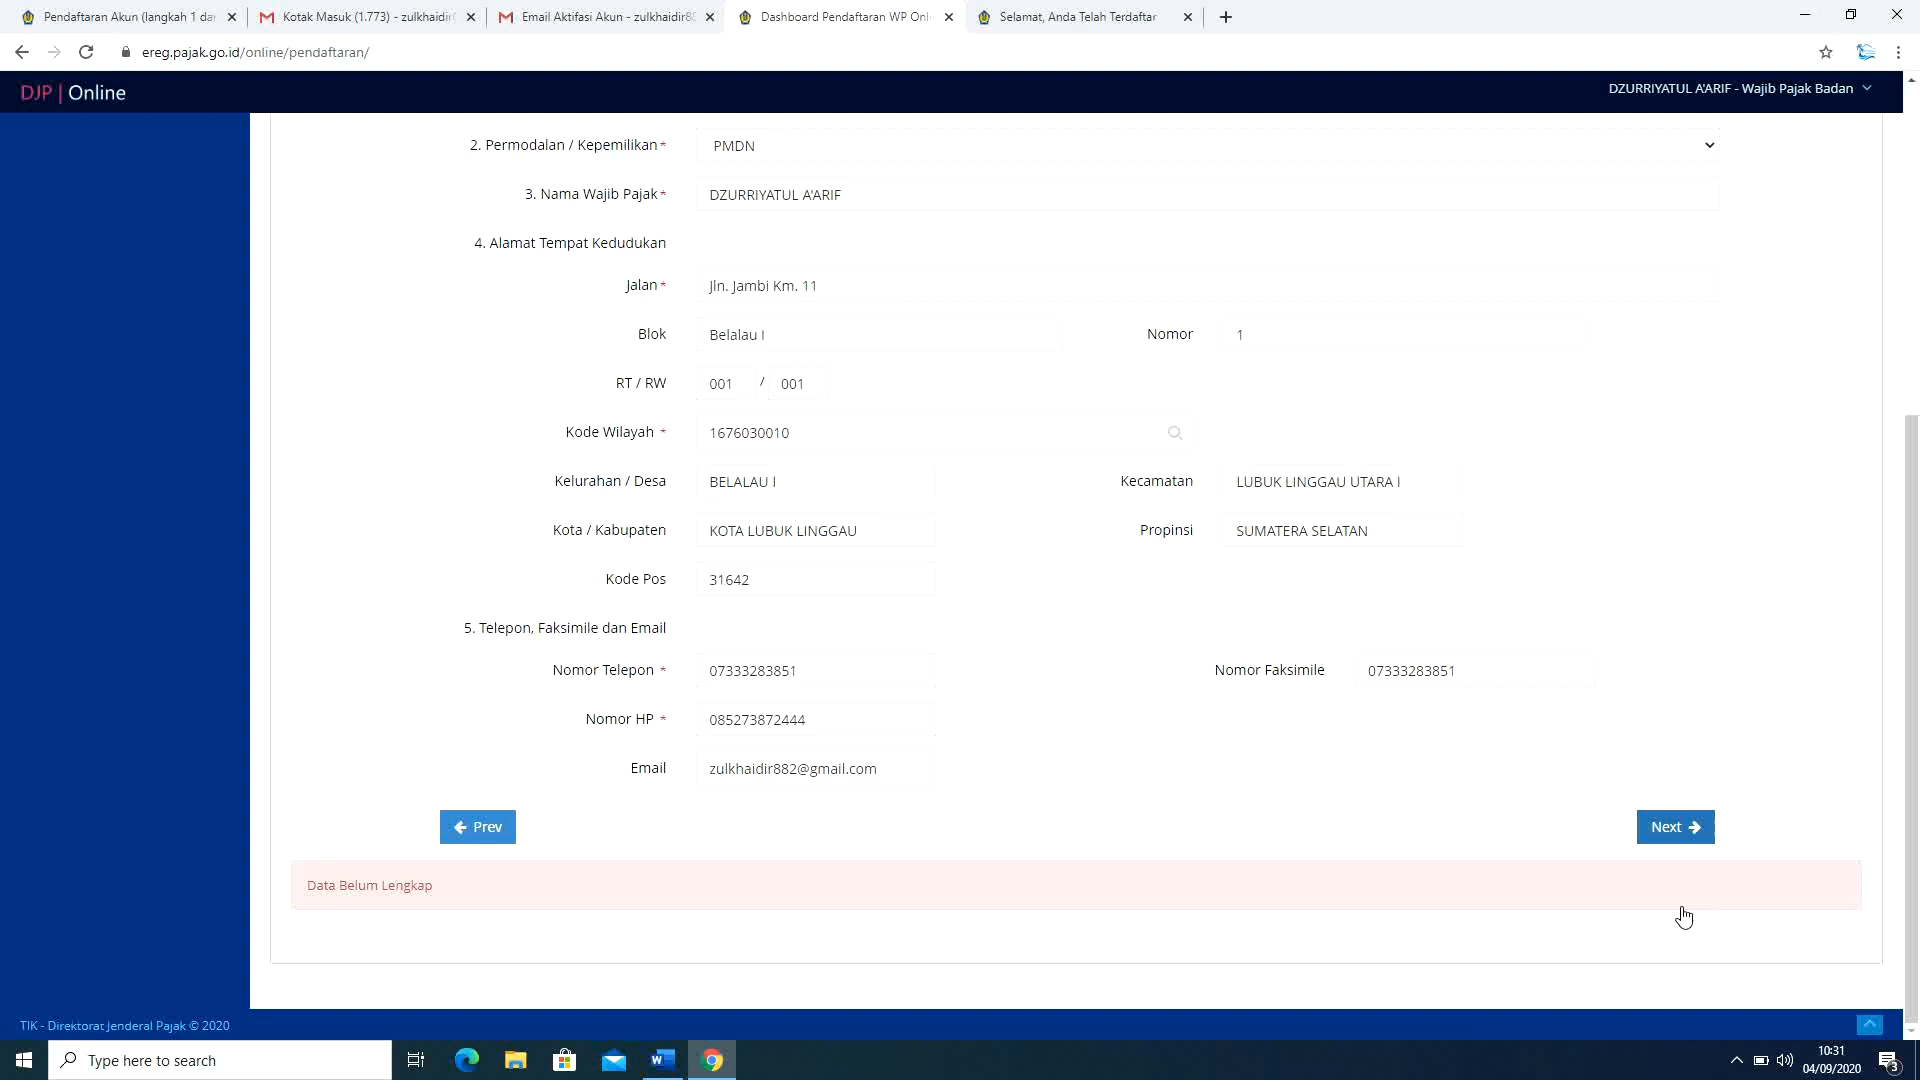 Pendaftaran Akun (langkah 1 da
Kotak Masuk (1.773) - zulkhaidir
Email Aktifasi Akun - zulkhaidir8
Dashboard Pendaftaran WP Onl
Selamat, Anda Telah Terdaftar
ereg.pajak.go.id/online/pendaftaran/
DJP | Online
DZURRIYATUL A'ARIF - Wajib Pajak Badan
2. Permodalan / Kepemilikan * PMDN
3. Nama Wajib Pajak * DZURRIYATUL A'ARIF
4. Alamat Tempat Kedudukan
Jalan * Jln. Jambi Km. 11
Blok Belalau I Nomor 1
RT / RW 001 / 001
Kode Wilayah * 1676030010
Kelurahan / Desa BELALAU I Kecamatan LUBUK LINGGAU UTARA I
Kota / Kabupaten KOTA LUBUK LINGGAU Propinsi SUMATERA SELATAN
Kode Pos 31642
5. Telepon, Faksimile dan Email
Nomor Telepon * 07333283851 Nomor Faksimile 07333283851
Nomor HP * 085273872444
Email zulkhaidir882@gmail.com
Prev Next
Data Belum Lengkap
TIK - Direktorat Jenderal Pajak © 2020
Type here to search
10:31
04/09/2020
3